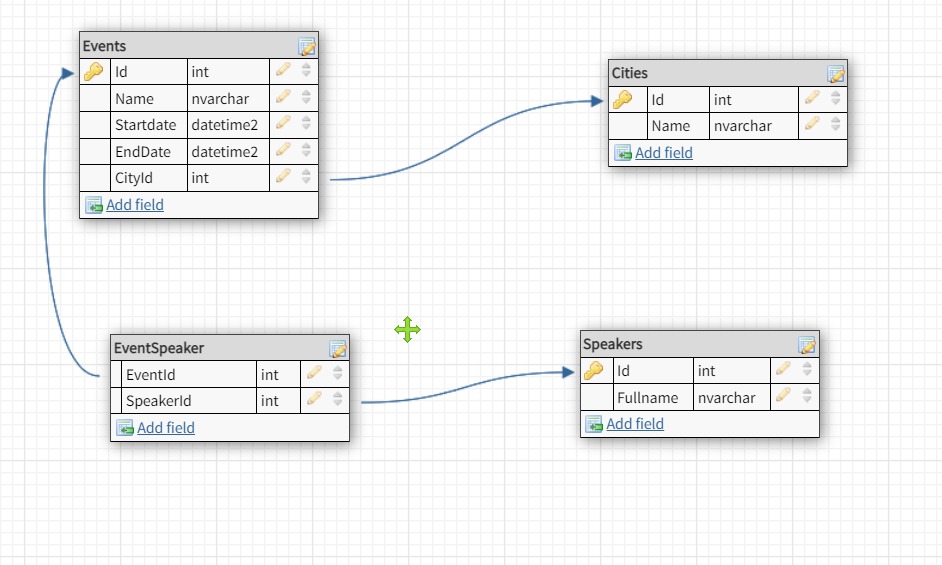 Events
Id int
Name nvarchar
Startdate datetime2
EndDate datetime2
CityId int
Add field
Cities
Id int
Name nvarchar
Add field
EventSpeaker
EventId int
SpeakerId int
Add field
Speakers
Id int
Fullname nvarchar
Add field